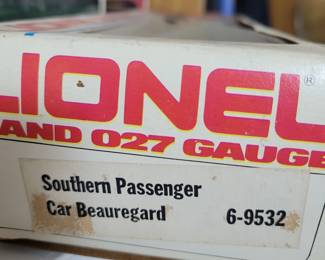 LIONEL®
AND 027 GAUGE
Southern Passenger
Car Beauregard 6-9532